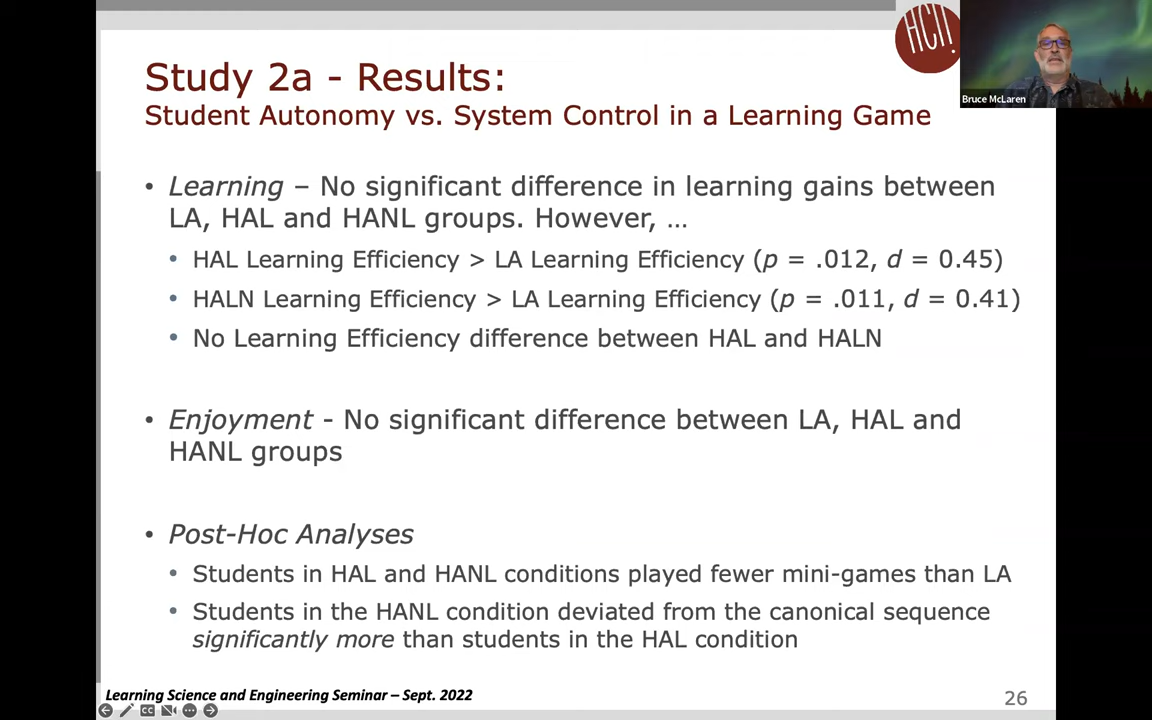 HCII
Bruce McLaren
Study 2a - Results:
Student Autonomy vs. System Control in a Learning Game
• Learning – No significant difference in learning gains between
LA, HAL and HANL groups. However, …
• HAL Learning Efficiency > LA Learning Efficiency (p = .012, d = 0.45)
• HALN Learning Efficiency > LA Learning Efficiency (p = .011, d = 0.41)
• No Learning Efficiency difference between HAL and HALN
• Enjoyment - No significant difference between LA, HAL and
HANL groups
• Post-Hoc Analyses
• Students in HAL and HANL conditions played fewer mini-games than LA
• Students in the HANL condition deviated from the canonical sequence
significantly more than students in the HAL condition
Learning Science and Engineering Seminar – Sept. 2022
26
CC